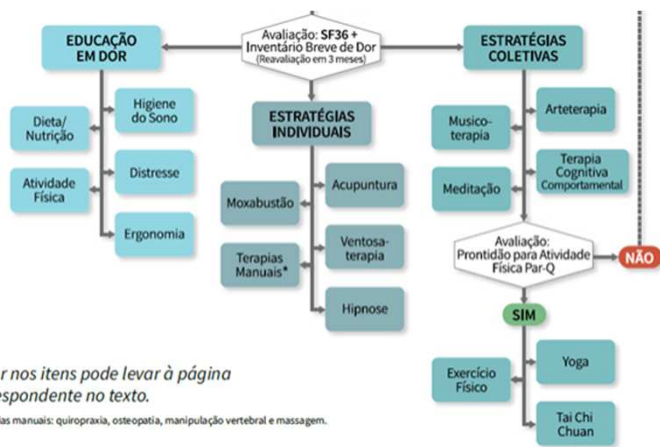 EDUCAÇÃO
EM DOR
Avaliação: SF36 +
Inventário Breve de Dor
(Reavaliação em 3 meses)
ESTRATÉGIAS
COLETIVAS
Dieta/
Nutrição
Higiene
do Sono
Atividade
Física
Distresse
Ergonomia
ESTRATÉGIAS
INDIVIDUAIS
Acupuntura
Moxabustão
Ventosa-
terapia
Terapias
Manuais*
Hipnose
Arteterapia
Musico-
terapia
Terapia
Cognitiva
Comportamental
Meditação
Avaliação:
Prontidão para Atividade
Física Par-Q
NÃO
SIM
Exercício
Físico
Yoga
Tai Chi
Chuan
r nos itens pode levar à página
espondente no texto.
ias manuais: quiropraxia, osteopatia, manipulação vertebral e massagem.